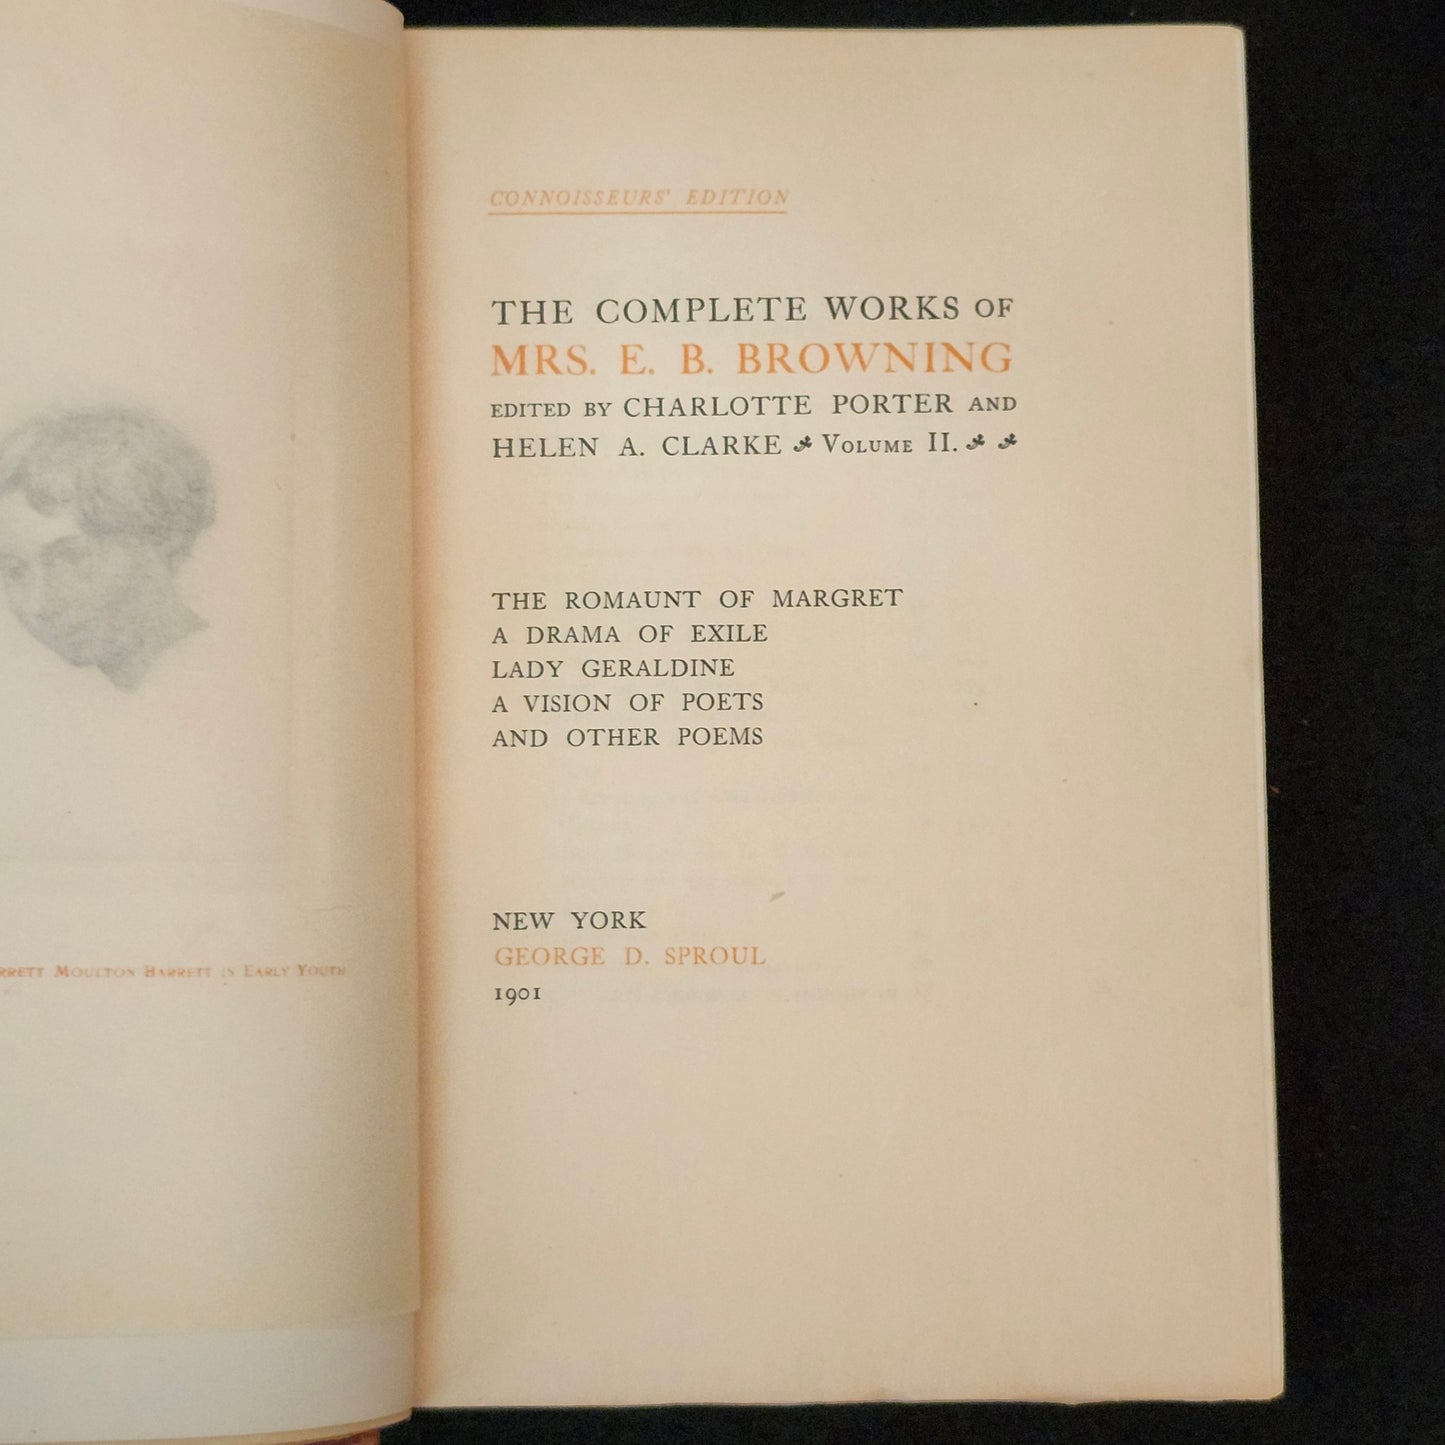 RRETT MOULTON BARRETT IN EARLY YOUTH
CONNOISSEURS' EDITION
THE COMPLETE WORKS OF
MRS. E. B. BROWNING
EDITED BY CHARLOTTE PORTER AND
HELEN A. CLARKE VOLUME II.
THE ROMAUNT OF MARGRET
A DRAMA OF EXILE
LADY GERALDINE
A VISION OF POETS
AND OTHER POEMS
NEW YORK
GEORGE D. SPROUL
1901